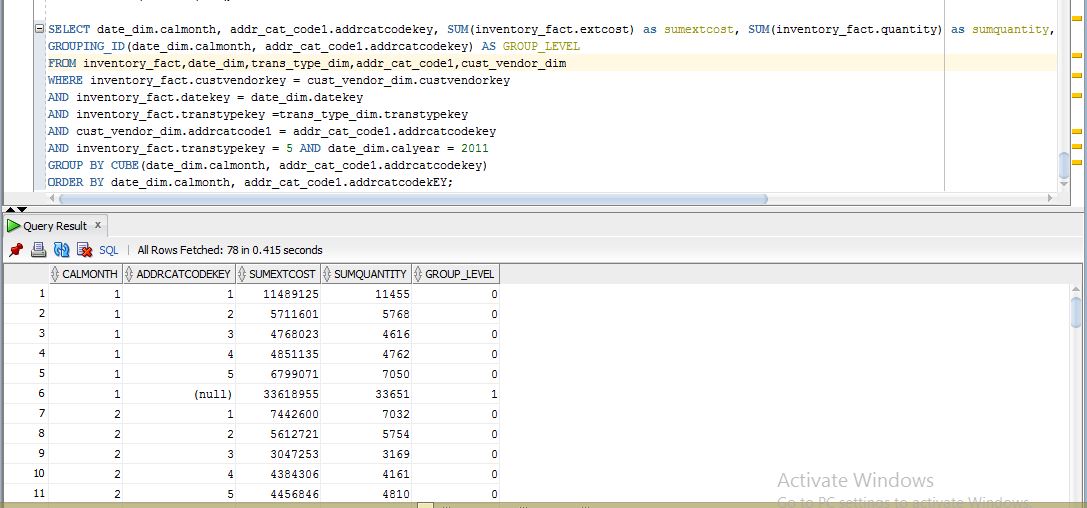 SELECT date_dim.calmonth, addr_cat_code1.addrcatcodekey, SUM(inventory_fact.extcost) as sumextcost, SUM(inventory_fact.quantity) as sumquantity,
GROUPING_ID(date_dim.calmonth, addr_cat_code1.addrcatcodekey) AS GROUP_LEVEL
FROM inventory_fact,date_dim,trans_type_dim,addr_cat_code1,cust_vendor_dim
WHERE inventory_fact.custvendorkey = cust_vendor_dim.custvendorkey
AND inventory_fact.datekey = date_dim.datekey
AND inventory_fact.transtypekey =trans_type_dim.transtypekey
AND cust_vendor_dim.addrcatcode1 = addr_cat_code1.addrcatcodekey
AND inventory_fact.transtypekey = 5 AND date_dim.calyear = 2011
GROUP BY CUBE(date_dim.calmonth, addr_cat_code1.addrcatcodekey)
ORDER BY date_dim.calmonth, addr_cat_code1.addrcatcodekEY;
Query Result x
SQL | All Rows Fetched: 78 in 0.415 seconds
CALMONTH ADDRCATCODEKEY SUMEXTCOST SUMQUANTITY GROUP_LEVEL
1 1 1 11489125 11455 0
2 1 2 5711601 5768 0
3 1 3 4768023 4616 0
4 1 4 4851135 4762 0
5 1 5 6799071 7050 0
6 1 (null) 33618955 33651 1
7 2 1 7442600 7032 0
8 2 2 5612721 5754 0
9 2 3 3047253 3169 0
10 2 4 4384306 4161 0
11 2 5 4456846 4810 0
Activate Windows
Go to PC settings to activate Windows.